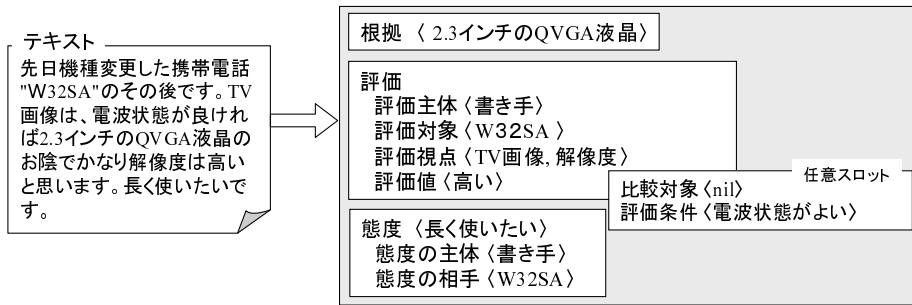 テキスト
先日機種変更した携帯電話
"W32SA"のその後です。TV
画像は、電波状態が良けれ
ば2.3インチのQVGA液晶の
お陰でかなり解像度は高い
と思います。長く使いたいで
す。
根拠〈 2.3インチのQVGA液晶〉
評価
評価主体〈書き手〉
評価対象〈W32SA 〉
評価視点〈TV画像, 解像度〉
評価値〈高い〉
任意スロット
比較対象〈nil〉
評価条件〈電波状態がよい〉
態度〈長く使いたい〉
態度の主体〈書き手〉
態度の相手〈W32SA〉